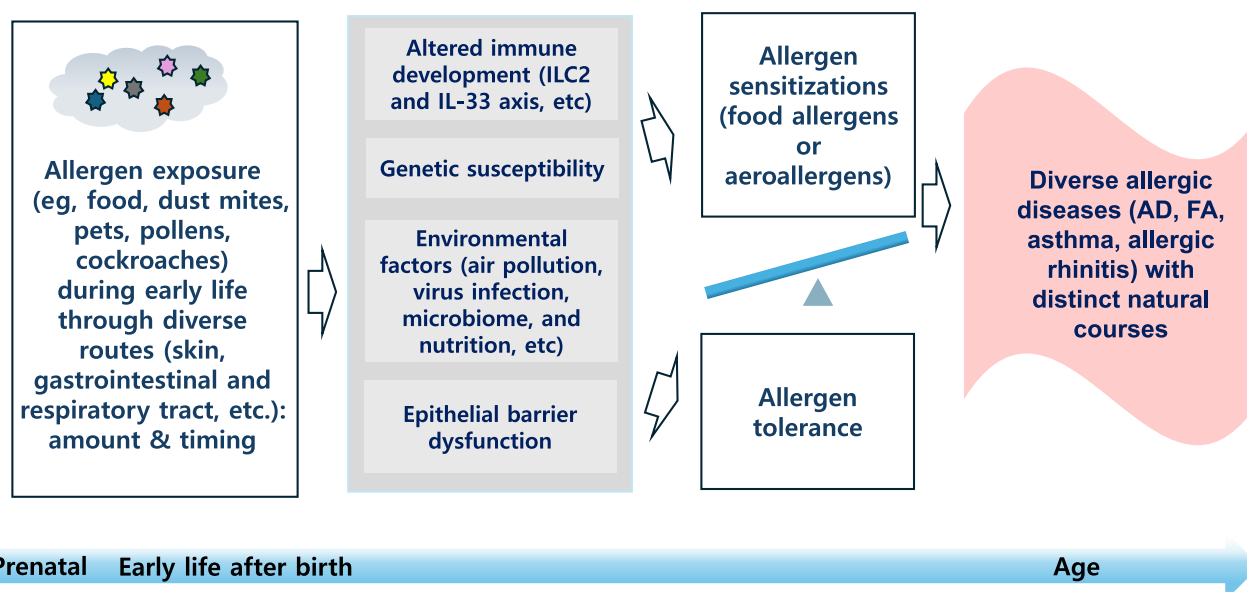 Allergen exposure
(eg, food, dust mites,
pets, pollens,
cockroaches)
during early life
through diverse
routes (skin,
gastrointestinal and
respiratory tract, etc.):
amount & timing
Altered immune
development (ILC2
and IL-33 axis, etc)
Genetic susceptibility
Environmental
factors (air pollution,
virus infection,
microbiome, and
nutrition, etc)
Epithelial barrier
dysfunction
Allergen
sensitizations
(food allergens
or
aeroallergens)
Allergen
tolerance
Diverse allergic
diseases (AD, FA,
asthma, allergic
rhinitis) with
distinct natural
courses
Prenatal Early life after birth Age